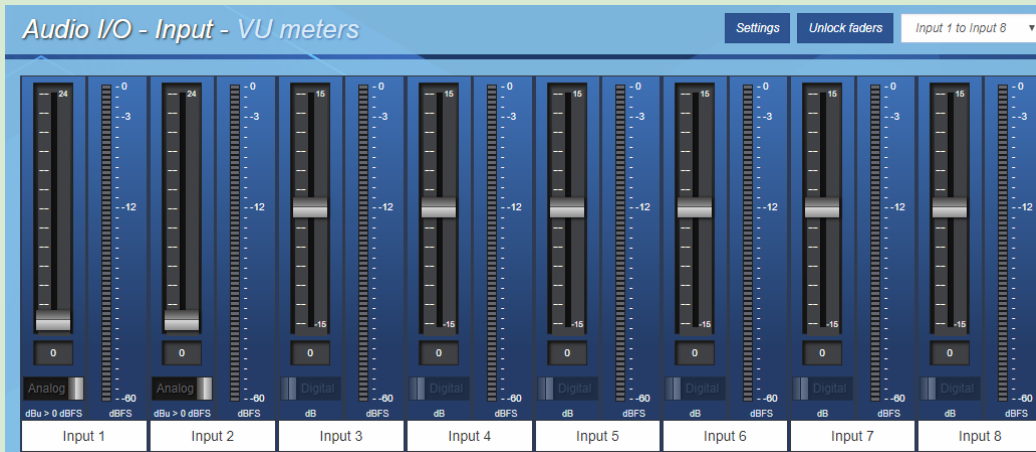 Audio I/O - Input - VU meters
Settings
Unlock faders
Input 1 to Input 8
24 -0 24 -0 15 -0 15 -0 15 -0 15 -0 15 -0 15 -0
--3 --3 --3 --3 --3 --3 --3 --3
--12 --12 --12 --12 --12 --12 --12 --12
-15 -15 -15 -15 -15 -15
0 0 0 0 0 0 0 0
Analog Analog Digital Digital Digital Digital Digital Digital
--60 --60 --60 --60 --60 --60 --60 --60
dBu > 0 dBFS dBFS dBu > 0 dBFS dBFS dB dBFS dB dBFS dB dBFS dB dBFS dB dBFS dB dBFS
Input 1 Input 2 Input 3 Input 4 Input 5 Input 6 Input 7 Input 8